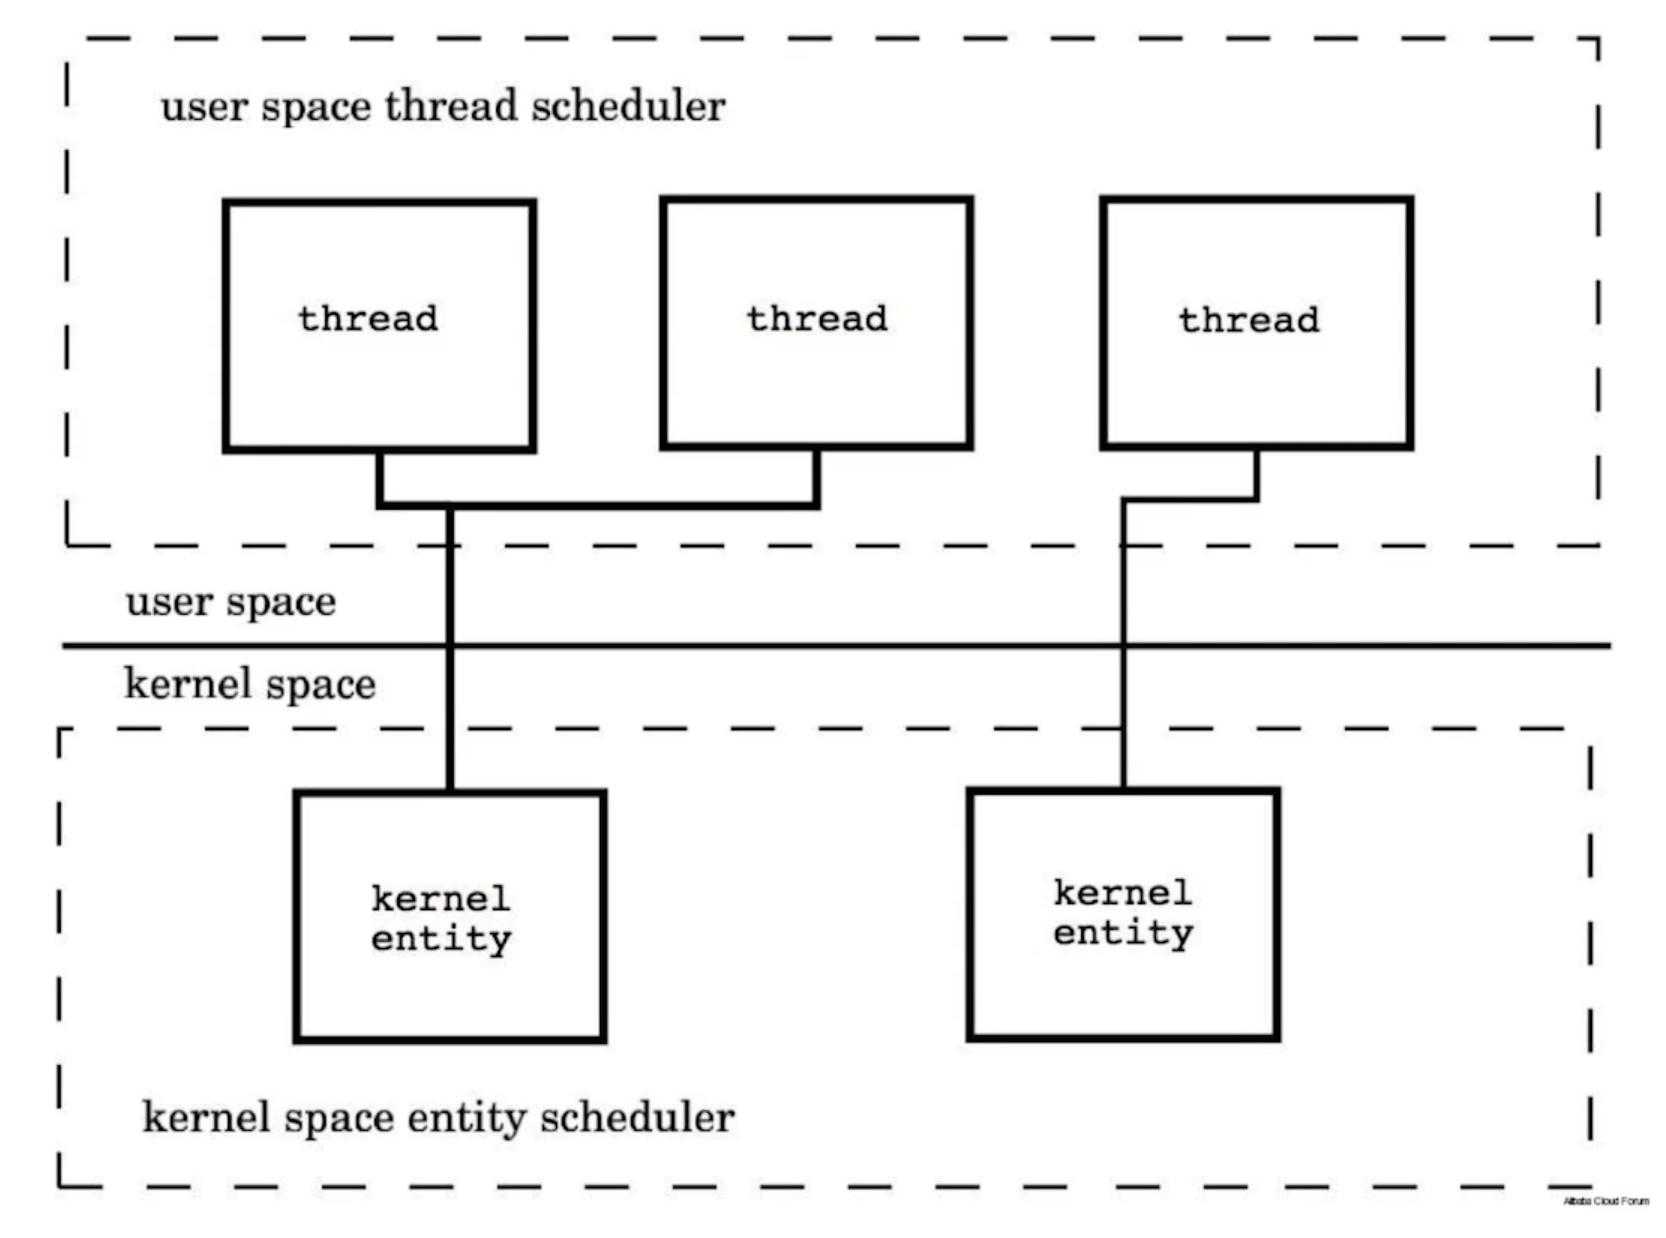 user space thread scheduler
thread
thread
thread
user space
kernel space
kernel
entity
kernel
entity
kernel space entity scheduler
Alibaba Cloud Forum